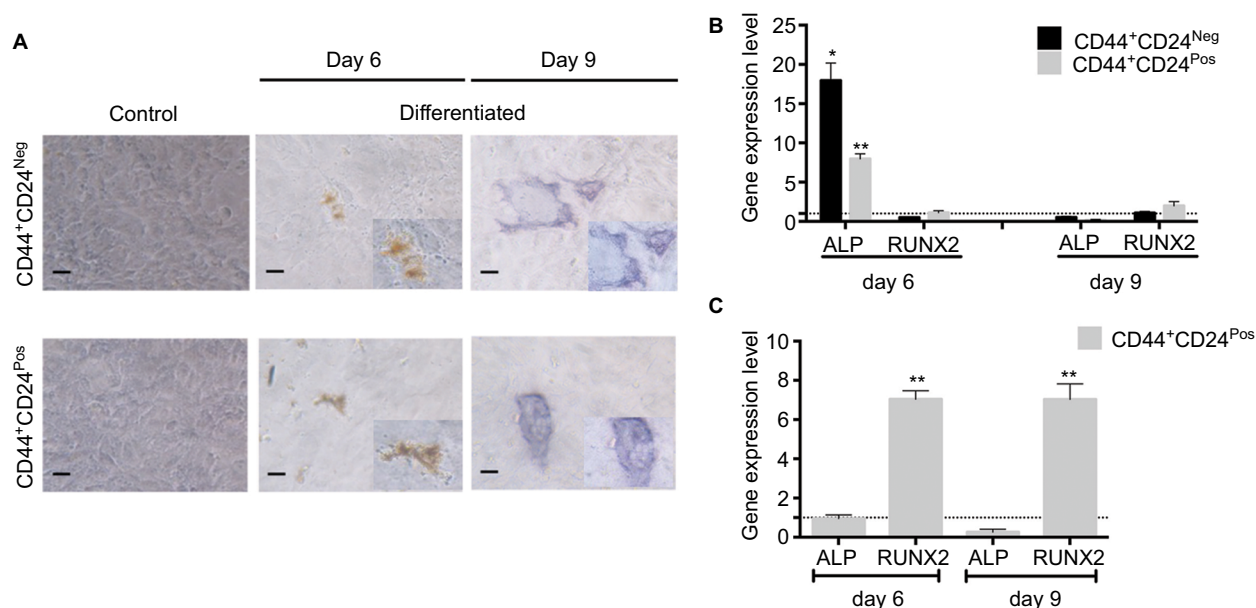 A
Day 6
Day 9
Control
Differentiated
CD44+CD24Neg
CD44+CD24Pos
B
Gene expression level
25
20
15
10
5
0
*
**
CD44+CD24Neg
CD44+CD24Pos
ALP RUNX2 ALP RUNX2
day 6 day 9
C
Gene expression level
10
8
6
4
2
0
** **
CD44+CD24Pos
ALP RUNX2 ALP RUNX2
day 6 day 9